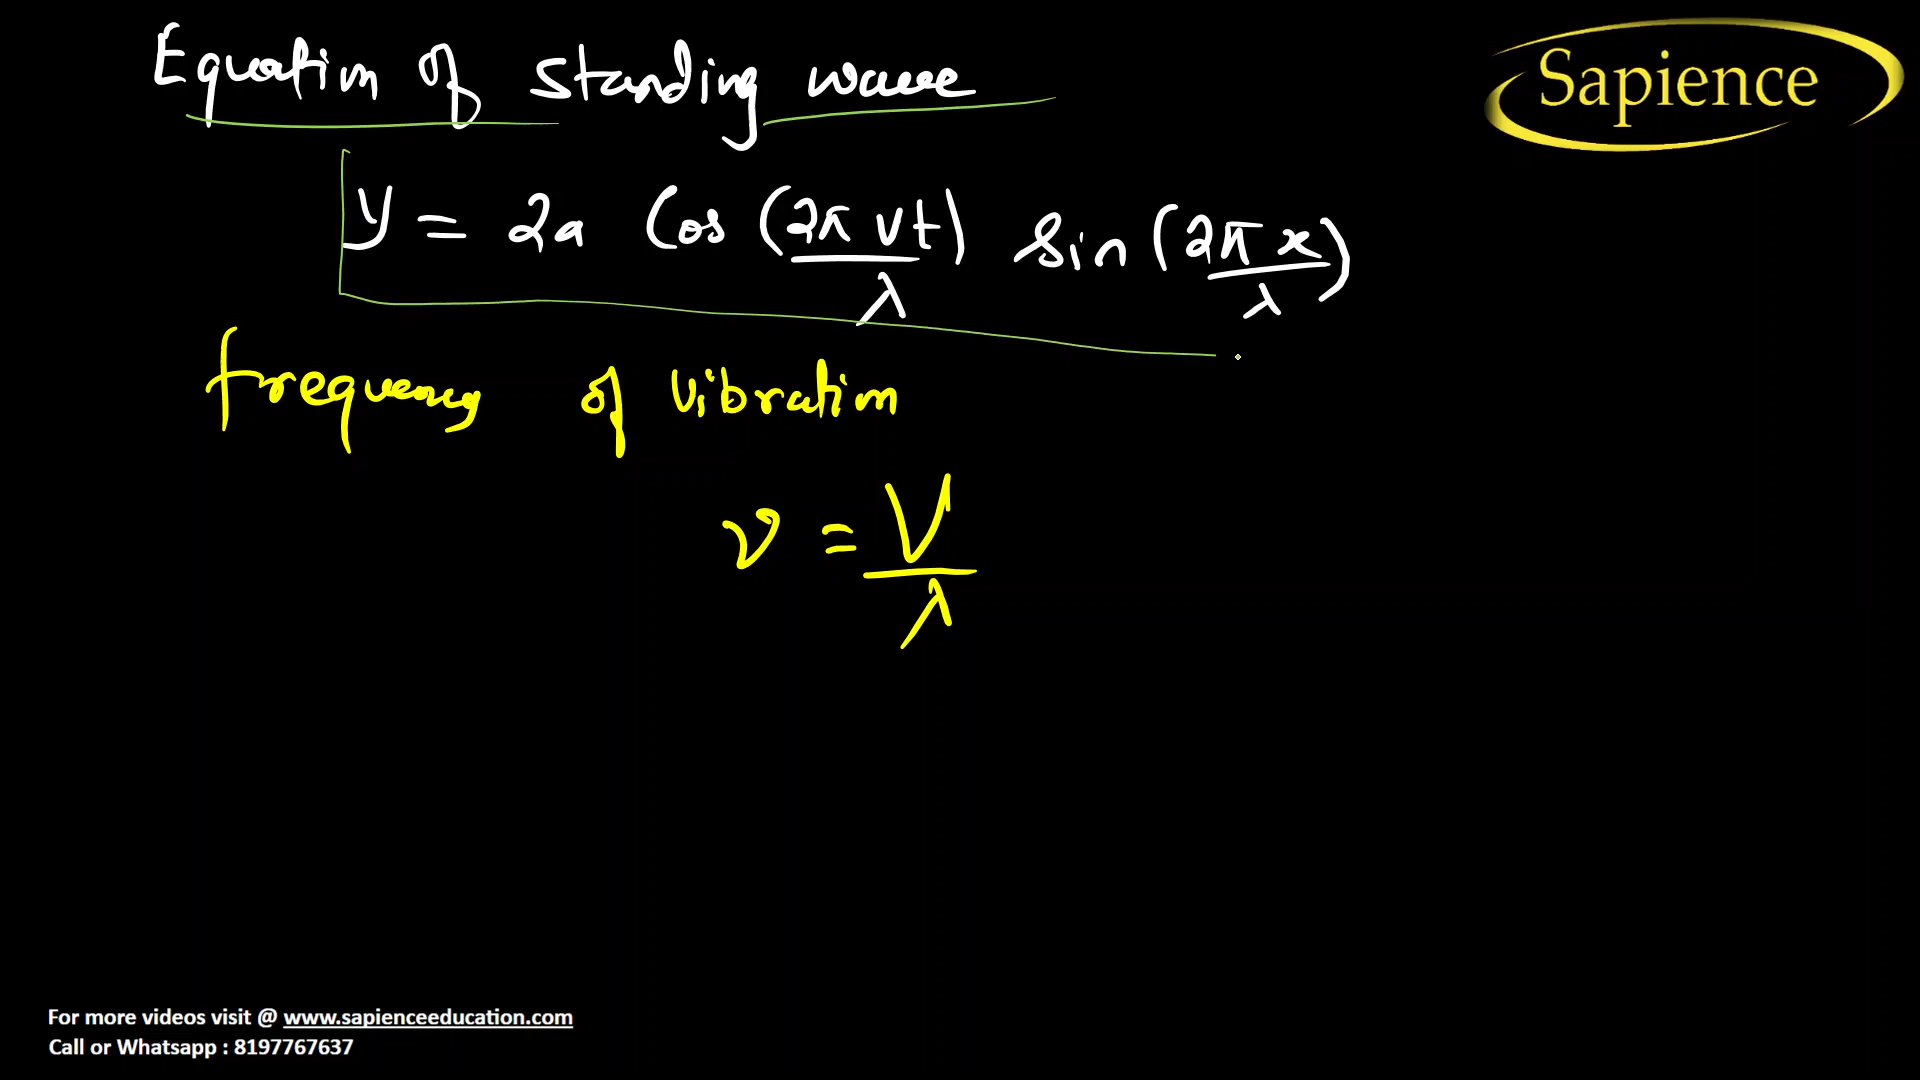 Equation of standing wave
Sapience
y = 2a Cos (2π vt / λ) Sin (2π x / λ)
frequency of vibration
ν = V / λ
For more videos visit @ www.sapienceeducation.com
Call or Whatsapp : 8197767637